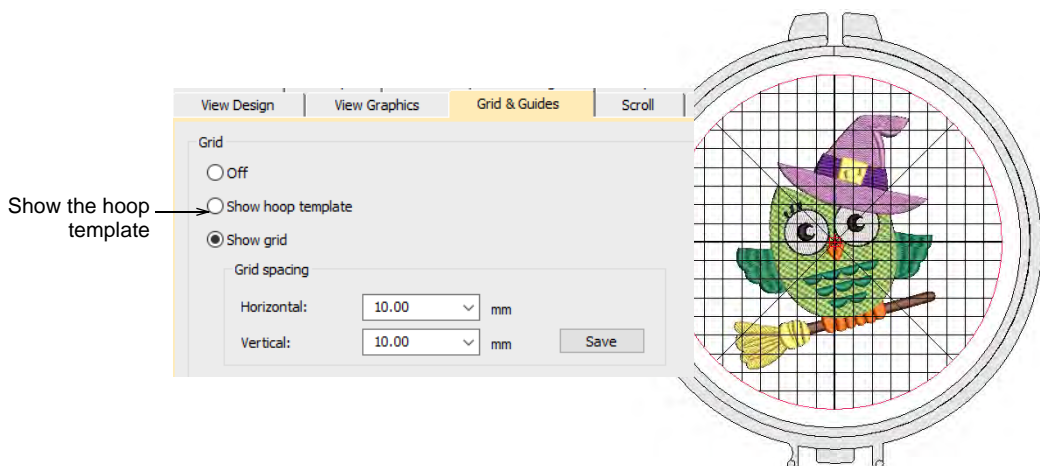 View Design
View Graphics
Grid & Guides
Scroll
Grid
Off
Show the hoop
template
Show hoop template
Show grid
Grid spacing
Horizontal: 10.00 mm
Vertical: 10.00 mm Save